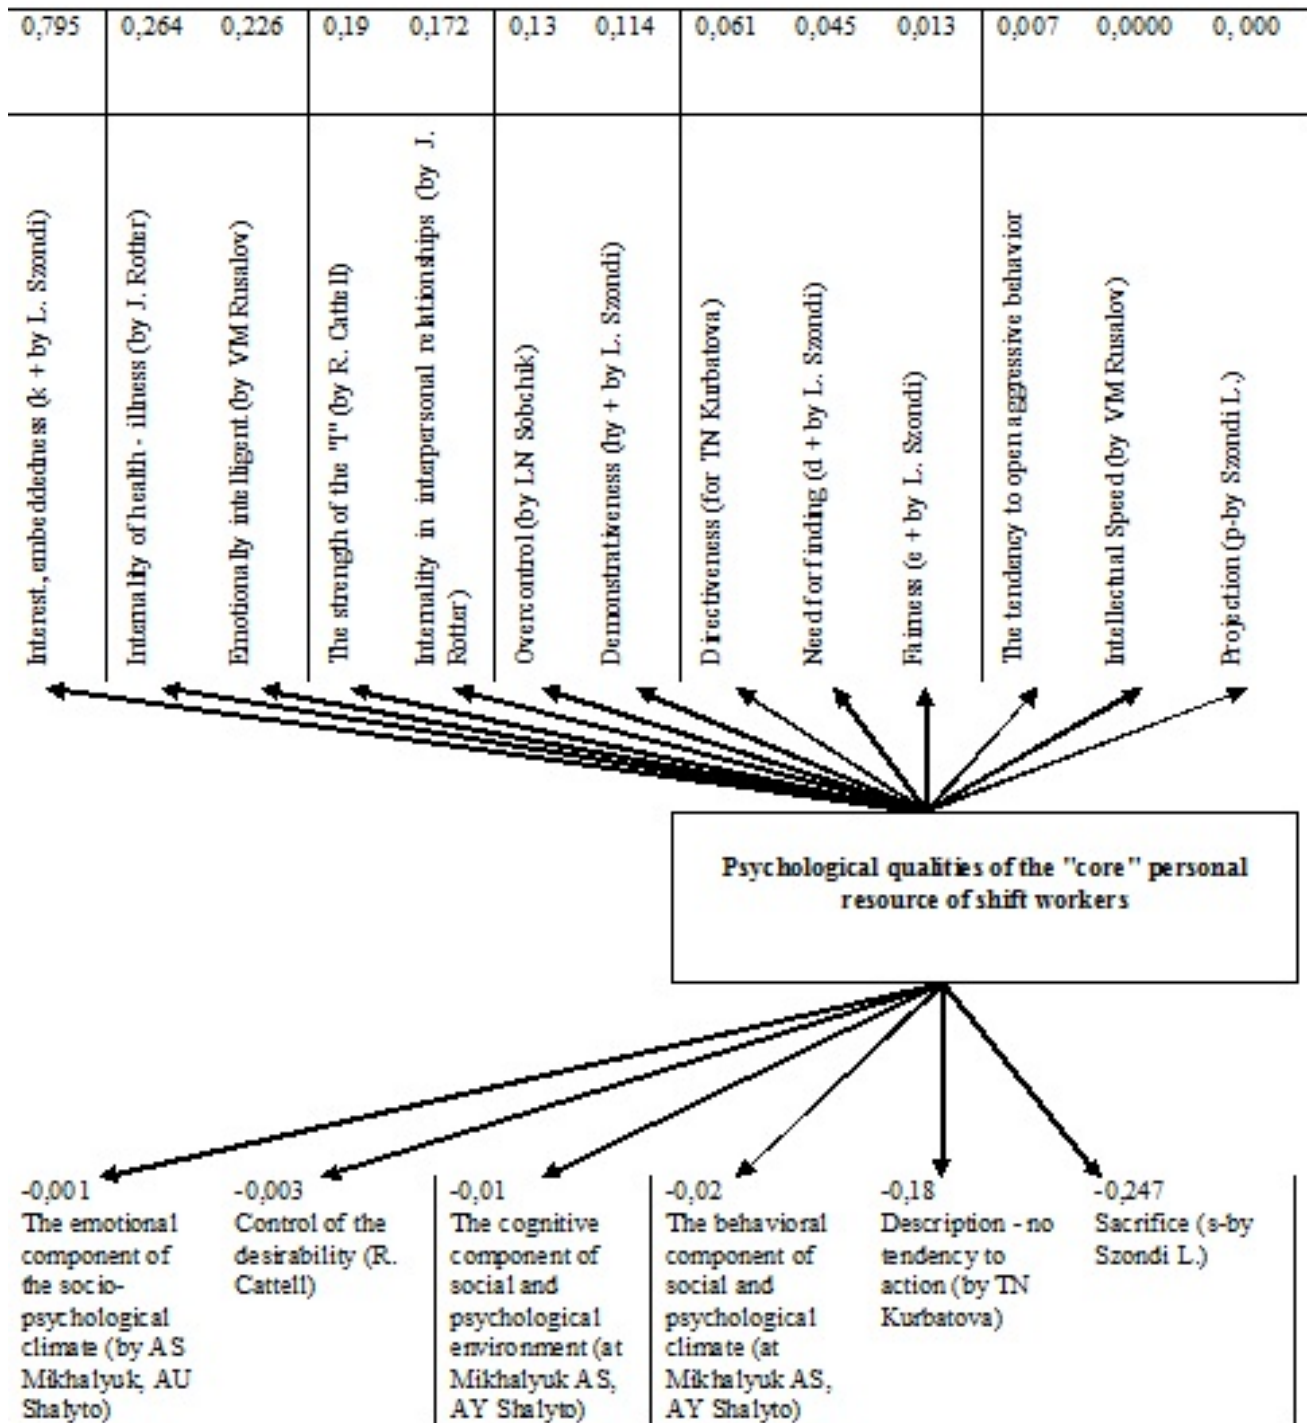 0,795 0,264 0,226 0,19 0,172 0,13 0,114 0,061 0,045 0,013 0,007 0,0000 0,000
Interest, embeddedness (k + by L. Szondi)
Internality of health - illness (by J. Rotter)
Emotionally intelligent (by VM Rusalov)
The strength of the "I" (by R. Cattell)
Internality in interpersonal relationships (by J.
Rotter)
Overcontrol (by LN Sobchik)
Demonstrativeness (hy + by L. Szondi)
Directiveness (for TN Kurbatova)
Need for finding (d + by L. Szondi)
Fairness (e + by L. Szondi)
The tendency to open aggressive behavior
Intellectual Speed (by VM Rusalov)
Projection (p-by Szondi L.)
Psychological qualities of the "core" personal
resource of shift workers
-0,001
The emotional
component of
the socio-
psychological
climate (by AS
Mikhalyuk, AU
Shalyto)
-0,003
Control of the
desirability (R.
Cattell)
-0,01
The cognitive
component of
social and
psychological
environment (at
Mikhalyuk AS,
AY Shalyto)
-0,02
The behavioral
component of
social and
psychological
climate (at
Mikhalyuk AS,
AY Shalyto)
-0,18
Description - no
tendency to
action (by TN
Kurbatova)
-0,247
Sacrifice (s-by
Szondi L.)